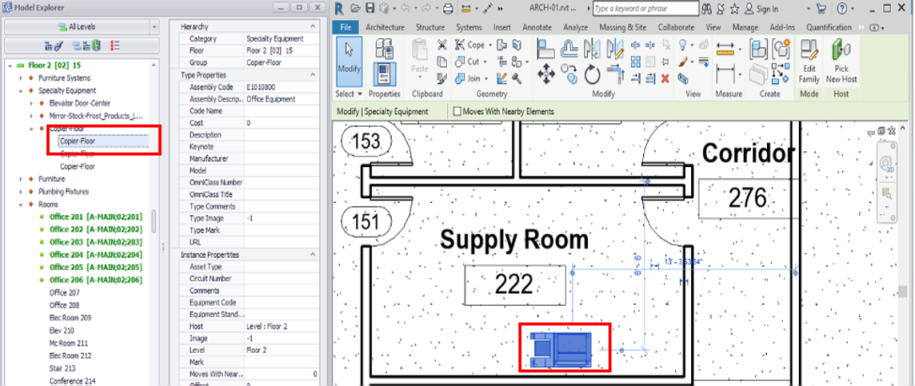 Model Explorer
All Levels
Floor 2 [02] 15
Furniture Systems
Specialty Equipment
Elevator Door-Center
Mirror-Stock-Frost_Products_L...
Copier-Floor
Copier-Floor
Copier-Floor
Copier-Floor
Furniture
Plumbing Fixtures
Rooms
Office 201 [A-MAIN;02;201]
Office 202 [A-MAIN;02;202]
Office 203 [A-MAIN;02;203]
Office 204 [A-MAIN;02;204]
Office 205 [A-MAIN;02;205]
Office 206 [A-MAIN;02;206]
Office 207
Office 208
Elec Room 209
Elev 210
Mc Room 211
Elec Room 212
Stair 213
Conference 214
Hierarchy
Category Specialty Equipment
Floor Floor 2 [02] 15
Group Copier-Floor
Type Properties
Assembly Code E1010800
Assembly Descrip... Office Equipment
Code Name
Cost 0
Description
Keynote
Manufacturer
Model
OmniClass Number
OmniClass Title
Type Comments
Type Image -1
Type Mark
URL
Instance Properties
Asset Type
Circuit Number
Comments
Equipment Code
Equipment Stand...
Host Level : Floor 2
Image -1
Level Floor 2
Mark
Moves With Near... 0
Offset 0
ARCH-01.rvt ...
Type a keyword or phrase
Sign In
File Architecture Structure Systems Insert Annotate Analyze Massing & Site Collaborate View Manage Add-Ins Quantification
Modify
Paste
Cope
Cut
Join
Edit Family
Pick New Host
Select Properties Clipboard Geometry Modify View Measure Create Mode Host
Modify | Specialty Equipment Moves With Nearby Elements
153
Corridor
276
151
Supply Room
222